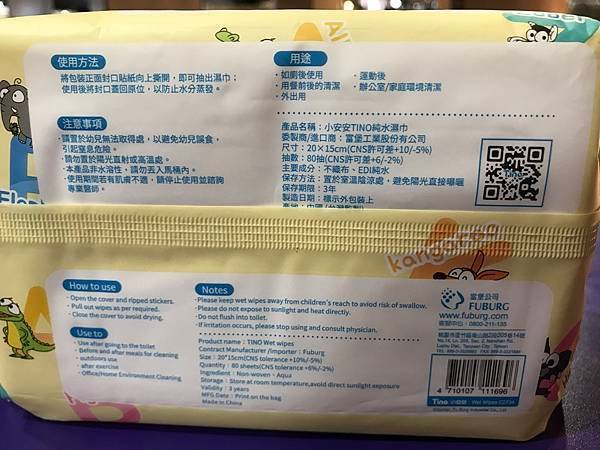 使用方法
將包裝正面封口貼紙向上撕開，即可抽出濕巾；
使用後將封口蓋回原位，以防止水分蒸發。
注意事項
・請置於幼兒無法取得處，以避免幼兒誤食，
引起窒息危險。
・請勿置於陽光直射或高溫處。
・本產品非水溶性，請勿丟入馬桶內。
・使用期間若有肌膚不適，請停止使用並諮詢
專業醫師。
用途
・如廁後使用
・用餐前後的清潔
・外出用
・運動後
・辦公室/家庭環境清潔
產品名稱：小安安TINO純水濕巾
委製商/進口商：富堡工業股份有限公司
尺寸：20×15cm(CNS許可差+10/-5%)
抽數：80抽(CNS許可差+6/-2%)
主要成分：不織布、EDI純水
保存方法：放置於室溫陰涼處，避免陽光直接曝曬
保存期限：3年
製造日期：標示外包裝上
Tino
kangaroo
How to use
・Open the cover and ripped stickers.
・Pull out wipes as per required.
・Close the cover to avoid drying.
Use to
・Use after going to the toilet
・Before and after meals for cleaning
・outdoors use
・after exercise
・Office/Home Environment Cleaning
Notes
・Please keep wet wipes away from children's reach to aviod risk of swallow.
・Please do not exposure to sunlight and heat directly.
・Do not flush into toilet.
・If irritation occurs, please stop using and consult physician.
Product name：TINO Wet wipes
Contract Manufacturer /Importer：Fuburg
Size：20*15cm(CNS tolerance +10%/-5%)
Quantity：80 sheets(CNS tolerance +6%/-2%)
Ingredient：Non-woven、Aqua
Storage：Store at room temperature,avoid direct sunlight exposure
Validity：3 years
MFG Date：Print on the bag
Made in China
富堡公司
FUBURG
www.fuburg.com
服務中心：0800-211-135
4 710107 111696
Tino 小安安 Wet Wipes